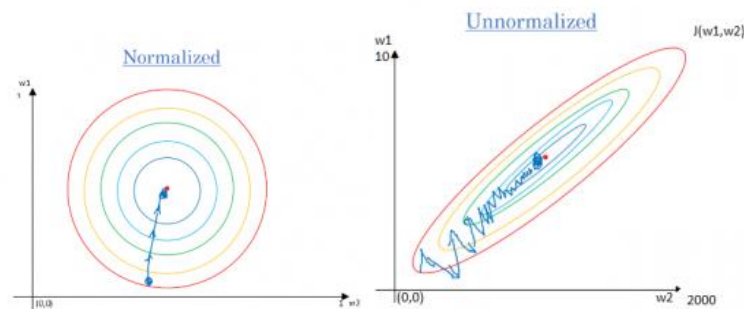 Normalized
w1
1
(0,0)
1 w2
Unnormalized
J(w1,w2)
w1
10
(0,0)
w2
2000